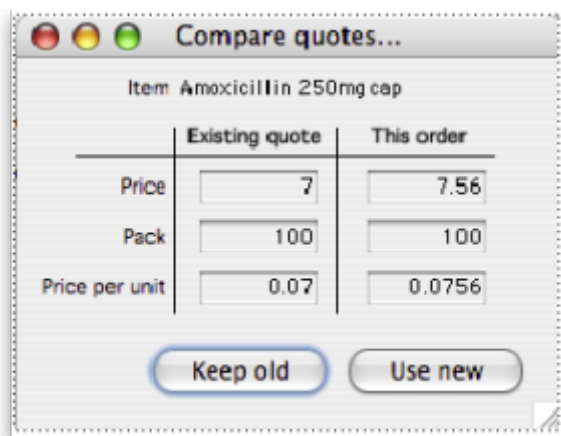 Compare quotes...
Item Amoxicillin 250mg cap
Existing quote This order
Price 7 7.56
Pack 100 100
Price per unit 0.07 0.0756
Keep old Use new